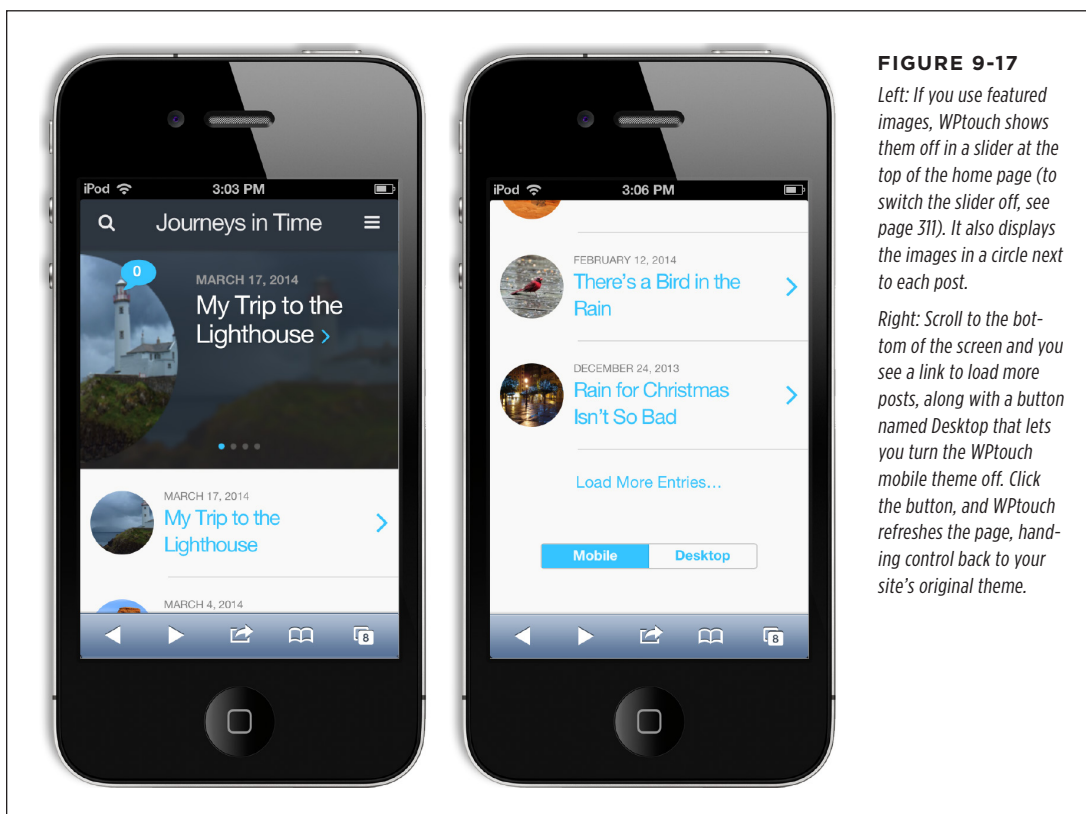 iPod 3:03 PM
Journeys in Time
0
MARCH 17, 2014
My Trip to the
Lighthouse
MARCH 17, 2014
My Trip to the
Lighthouse
MARCH 4, 2014
8
iPod 3:06 PM
FEBRUARY 12, 2014
There's a Bird in the
Rain
DECEMBER 24, 2013
Rain for Christmas
Isn't So Bad
Load More Entries...
Mobile Desktop
8
FIGURE 9-17
Left: If you use featured
images, WPtouch shows
them off in a slider at the
top of the home page (to
switch the slider off, see
page 311). It also displays
the images in a circle next
to each post.
Right: Scroll to the bot-
tom of the screen and you
see a link to load more
posts, along with a button
named Desktop that lets
you turn the WPtouch
mobile theme off. Click
the button, and WPtouch
refreshes the page, hand-
ing control back to your
site's original theme.